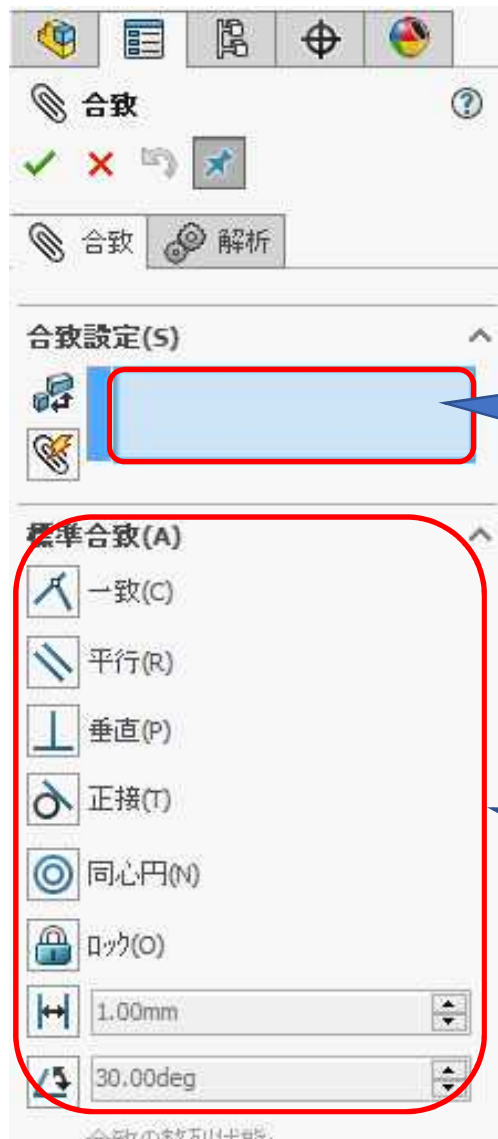 合致
合致 解析
合致設定(S)
標準合致(A)
一致(C)
平行(R)
垂直(P)
正接(T)
同心円(N)
ロック(O)
1.00mm
30.00deg